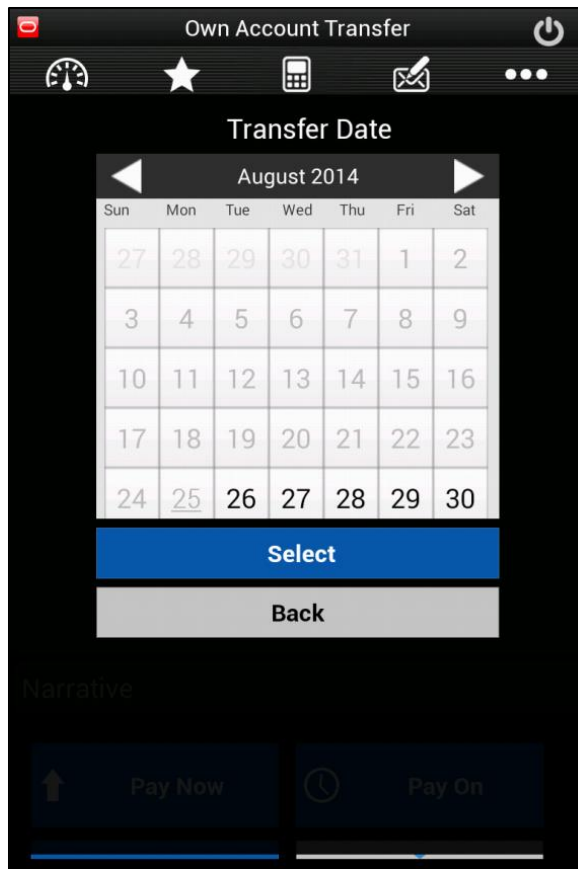 Own Account Transfer
Transfer Date
August 2014
Sun Mon Tue Wed Thu Fri Sat
27 28 29 30 31 1 2
3 4 5 6 7 8 9
10 11 12 13 14 15 16
17 18 19 20 21 22 23
24 25 26 27 28 29 30
Select
Back
Narrative
Pay Now Pay On